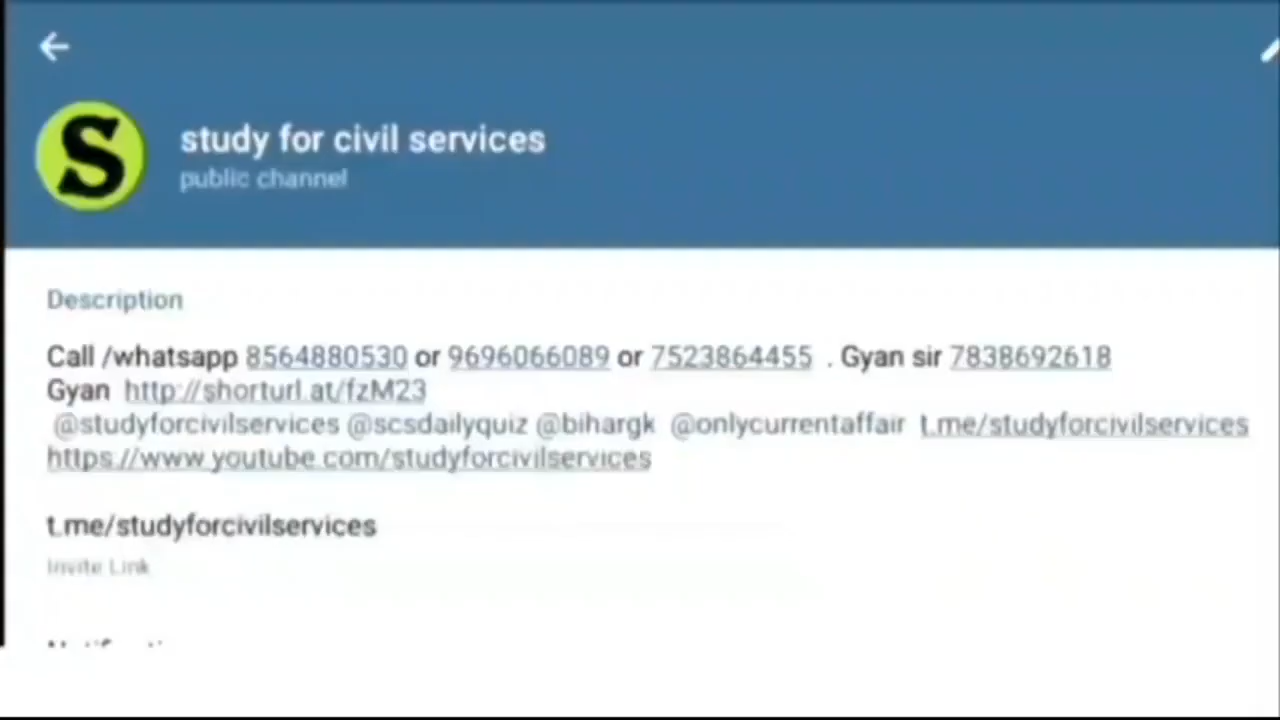 S
study for civil services
public channel
Description
Call /whatsapp 8564880530 or 9696066089 or 7523864455 . Gyan sir 7838692618
Gyan http://shorturl.at/fzM23
@studyforcivilservices @scsdailyquiz @bihargk @onlycurrentaffair t.me/studyforcivilservices
https://www.youtube.com/studyforcivilservices
t.me/studyforcivilservices
Invite Link